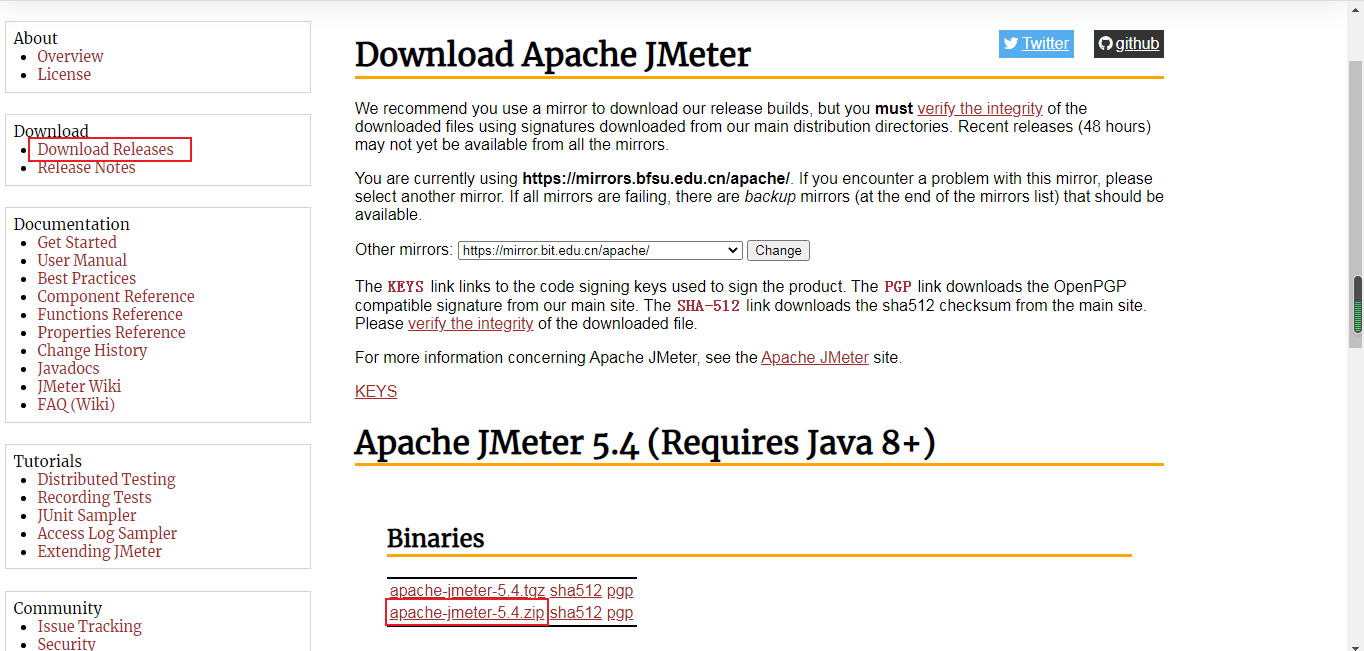 About
Overview
License
Download
Download Releases
Release Notes
Documentation
Get Started
User Manual
Best Practices
Component Reference
Functions Reference
Properties Reference
Change History
Javadocs
JMeter Wiki
FAQ (Wiki)
Tutorials
Distributed Testing
Recording Tests
JUnit Sampler
Access Log Sampler
Extending JMeter
Community
Issue Tracking
Security
Twitter
github
Download Apache JMeter
We recommend you use a mirror to download our release builds, but you must verify the integrity of the
downloaded files using signatures downloaded from our main distribution directories. Recent releases (48 hours)
may not yet be available from all the mirrors.
You are currently using https://mirrors.bfsu.edu.cn/apache/. If you encounter a problem with this mirror, please
select another mirror. If all mirrors are failing, there are backup mirrors (at the end of the mirrors list) that should be
available.
Other mirrors: https://mirror.bit.edu.cn/apache/ Change
The KEYS link links to the code signing keys used to sign the product. The PGP link downloads the OpenPGP
compatible signature from our main site. The SHA-512 link downloads the sha512 checksum from the main site.
Please verify the integrity of the downloaded file.
For more information concerning Apache JMeter, see the Apache JMeter site.
KEYS
Apache JMeter 5.4 (Requires Java 8+)
Binaries
apache-jmeter-5.4.tgz sha512 pgp
apache-jmeter-5.4.zip sha512 pgp